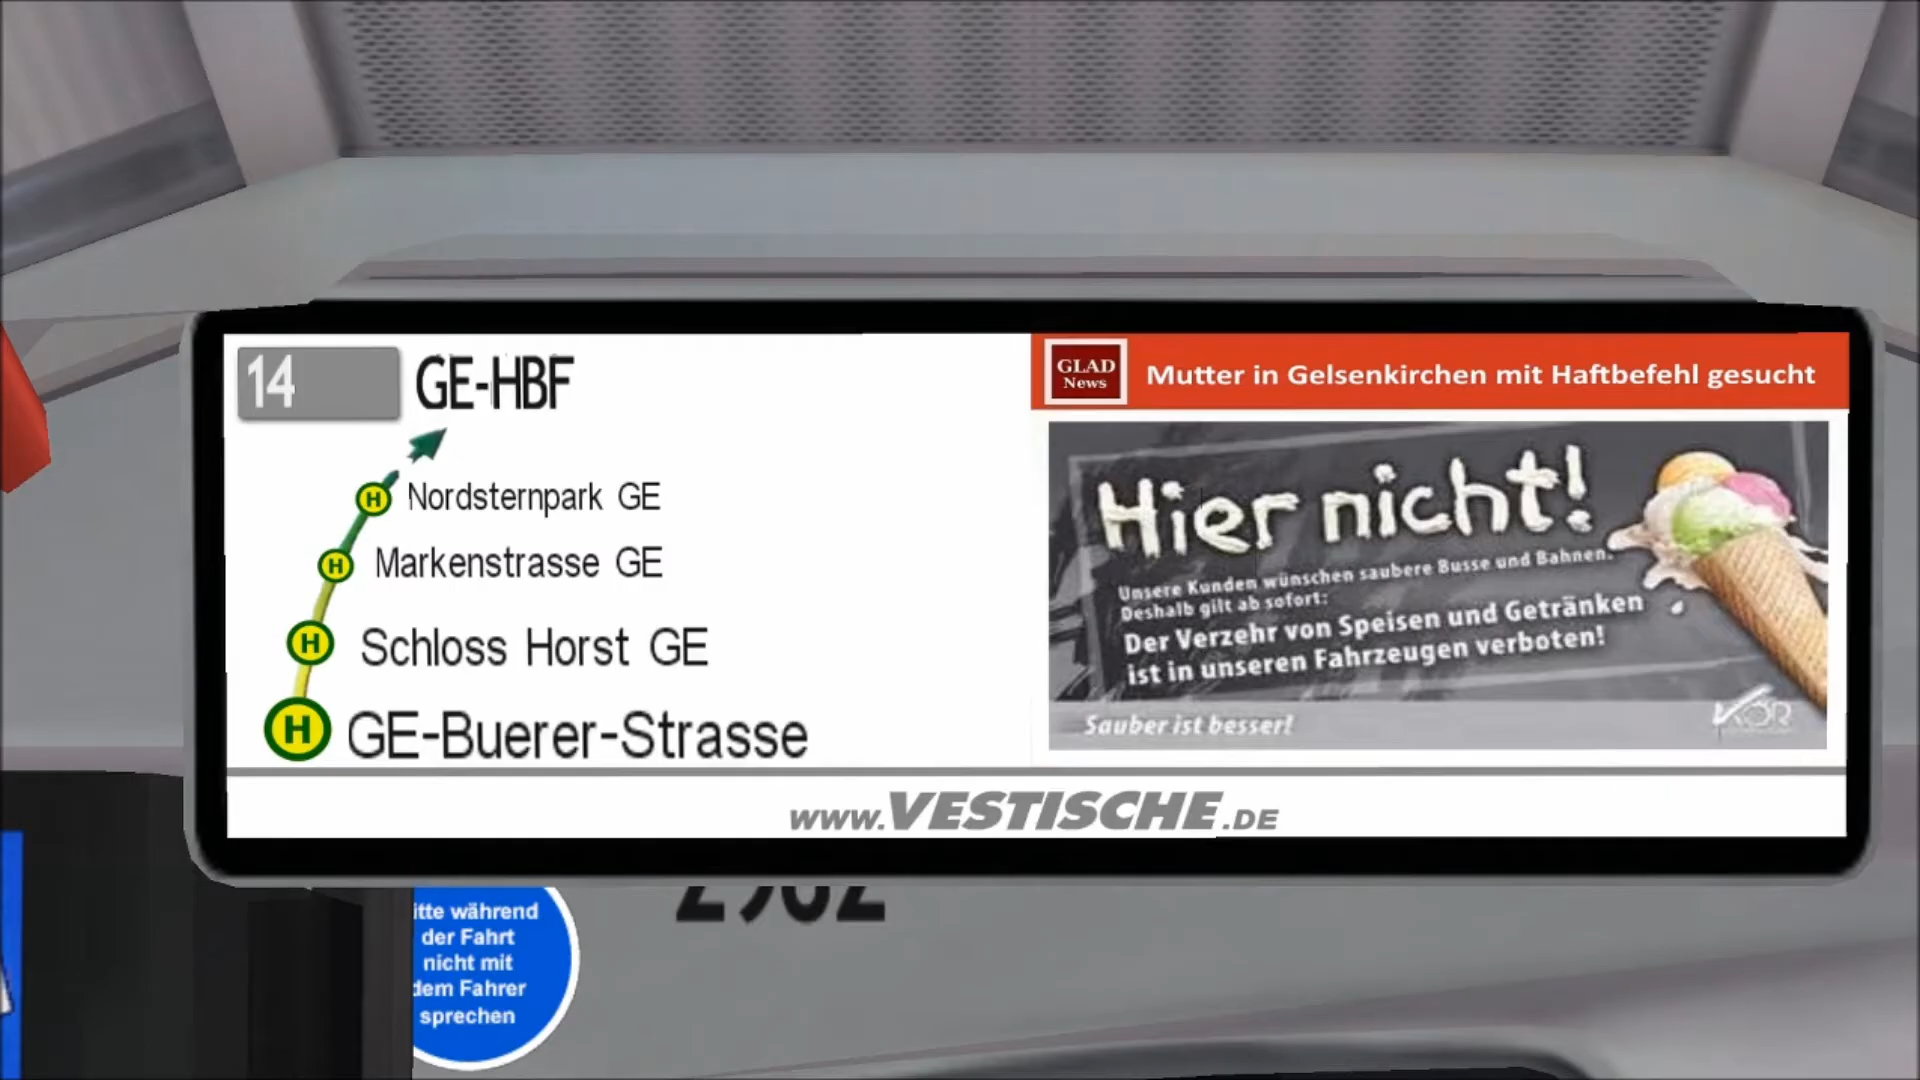 14 GE-HBF
H Nordsternpark GE
H Markenstrasse GE
H Schloss Horst GE
H GE-Buerer-Strasse
GLAD
News
Mutter in Gelsenkirchen mit Haftbefehl gesucht
Hier nicht!
Unsere Kunden wünschen saubere Busse und Bahnen.
Deshalb gilt ab sofort:
Der Verzehr von Speisen und Getränken
ist in unseren Fahrzeugen verboten!
Sauber ist besser!
KÖR
www.VESTISCHE.DE
itte während
der Fahrt
nicht mit
dem Fahrer
sprechen